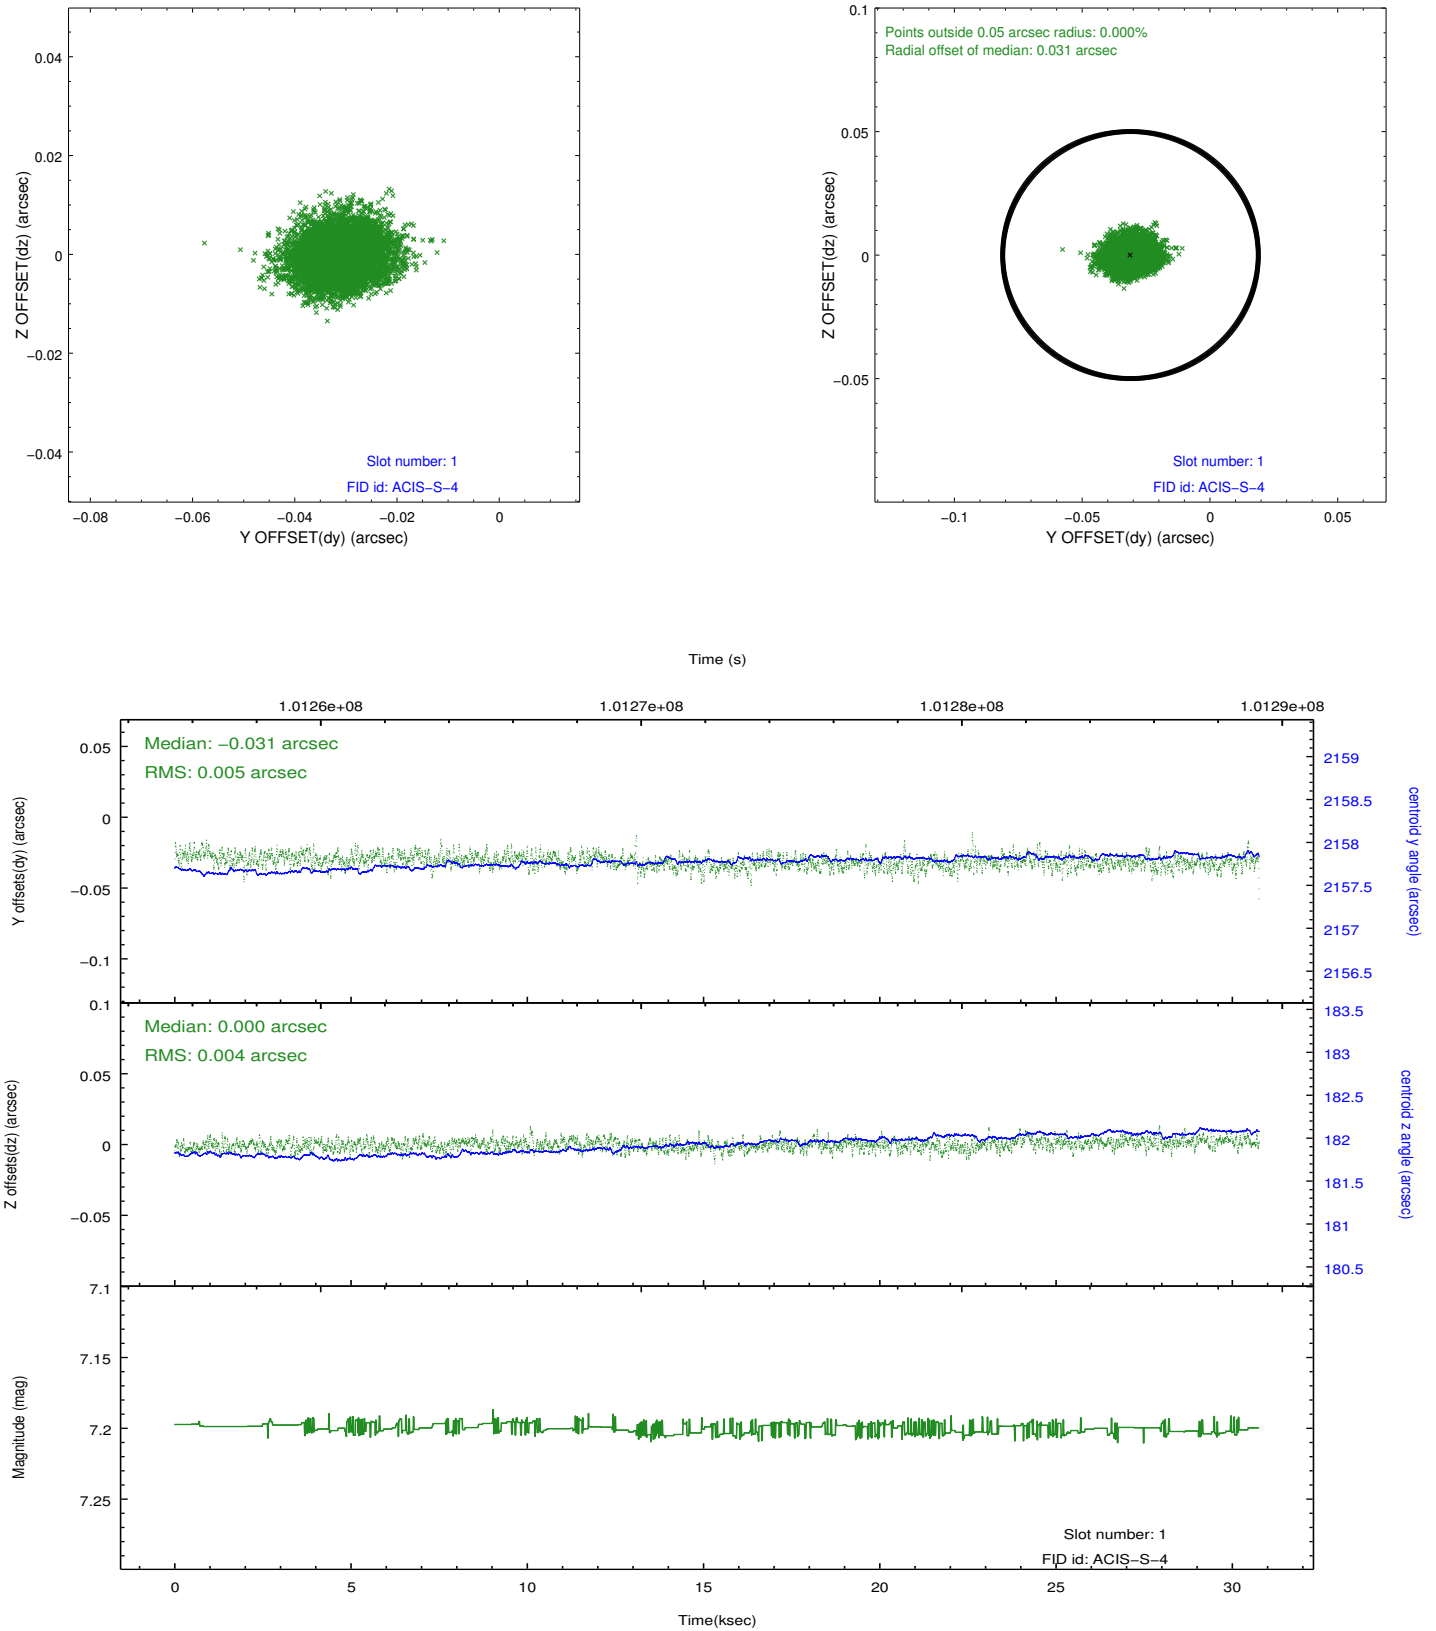 0.04
0.02
0
−0.02
−0.04
Z OFFSET(dz) (arcsec)
Slot number: 1
FID id: ACIS−S−4
−0.08
−0.06
−0.04
−0.02
0
Y OFFSET(dy) (arcsec)
Points outside 0.05 arcsec radius: 0.000%
Radial offset of median: 0.031 arcsec
0.1
0.05
0
−0.05
Z OFFSET(dz) (arcsec)
Slot number: 1
FID id: ACIS−S−4
−0.1
−0.05
0
0.05
Y OFFSET(dy) (arcsec)
Time (s)
1.0126e+08
1.0127e+08
1.0128e+08
1.0129e+08
Median: −0.031 arcsec
RMS: 0.005 arcsec
0.05
0
−0.05
−0.1
Y offsets(dy) (arcsec)
2159
2158.5
2158
2157.5
2157
2156.5
centroid y angle (arcsec)
Median: 0.000 arcsec
RMS: 0.004 arcsec
0.1
0.05
0
−0.05
Z offsets(dz) (arcsec)
183.5
183
182.5
182
181.5
181
180.5
centroid z angle (arcsec)
7.1
7.15
7.2
7.25
Magnitude (mag)
Slot number: 1
FID id: ACIS−S−4
0
5
10
15
20
25
30
Time(ksec)